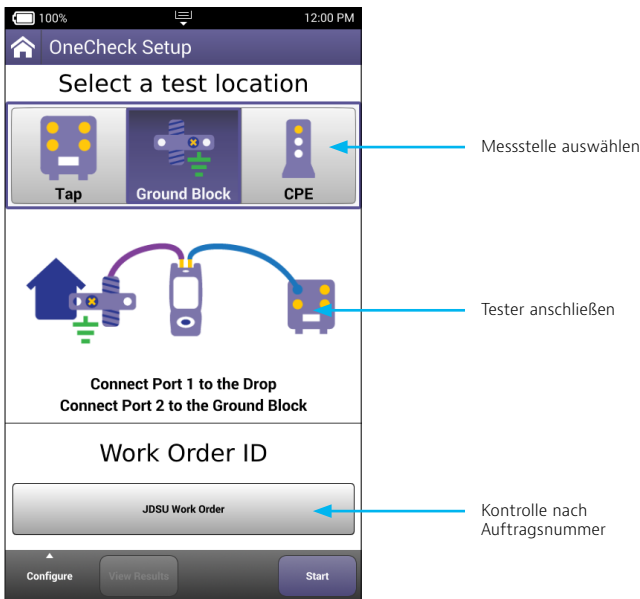 100%
12:00 PM
OneCheck Setup
Select a test location
Tap
Ground Block
CPE
Messstelle auswählen
Tester anschließen
Connect Port 1 to the Drop
Connect Port 2 to the Ground Block
Work Order ID
JDSU Work Order
Kontrolle nach
Auftragsnummer
Configure
View Results
Start